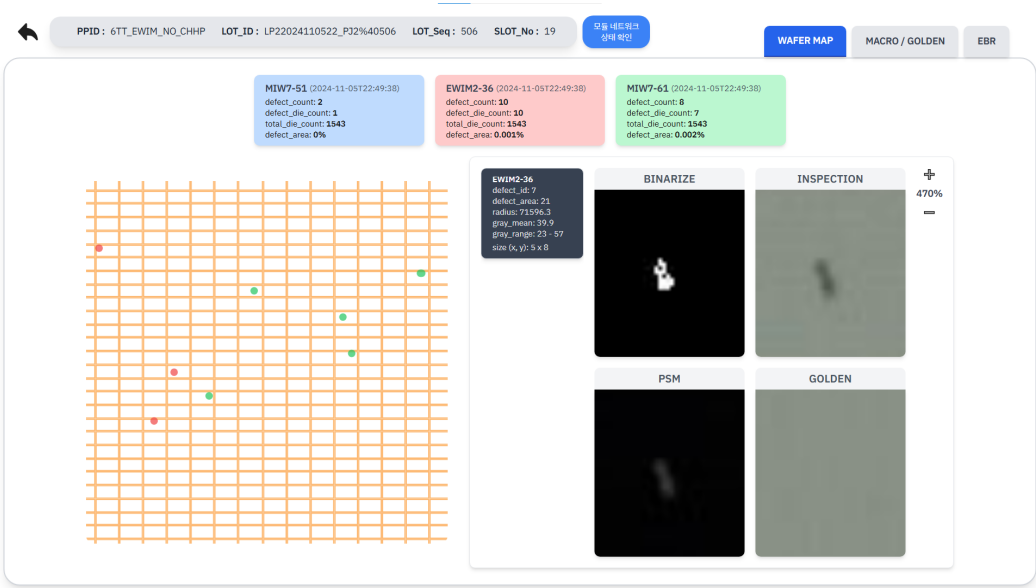 PPID : 6TT_EWIM_NO_CHHP LOT_ID : LP22024110522_PJ2%40506 LOT_Seq : 506 SLOT_No : 19
모듈 네트워크
상태 확인
WAFER MAP
MACRO / GOLDEN
EBR
MIW7-51 (2024-11-05T22:49:38)
defect_count: 2
defect_die_count: 1
total_die_count: 1543
defect_area: 0%
EWIM2-36 (2024-11-05T22:49:38)
defect_count: 10
defect_die_count: 10
total_die_count: 1543
defect_area: 0.001%
MIW7-61 (2024-11-05T22:49:38)
defect_count: 8
defect_die_count: 7
total_die_count: 1543
defect_area: 0.002%
EWIM2-36
defect_id: 7
defect_area: 21
radius: 71596.3
gray_mean: 39.9
gray_range: 23 - 57
size (x, y): 5 x 8
BINARIZE
INSPECTION
470%
PSM
GOLDEN